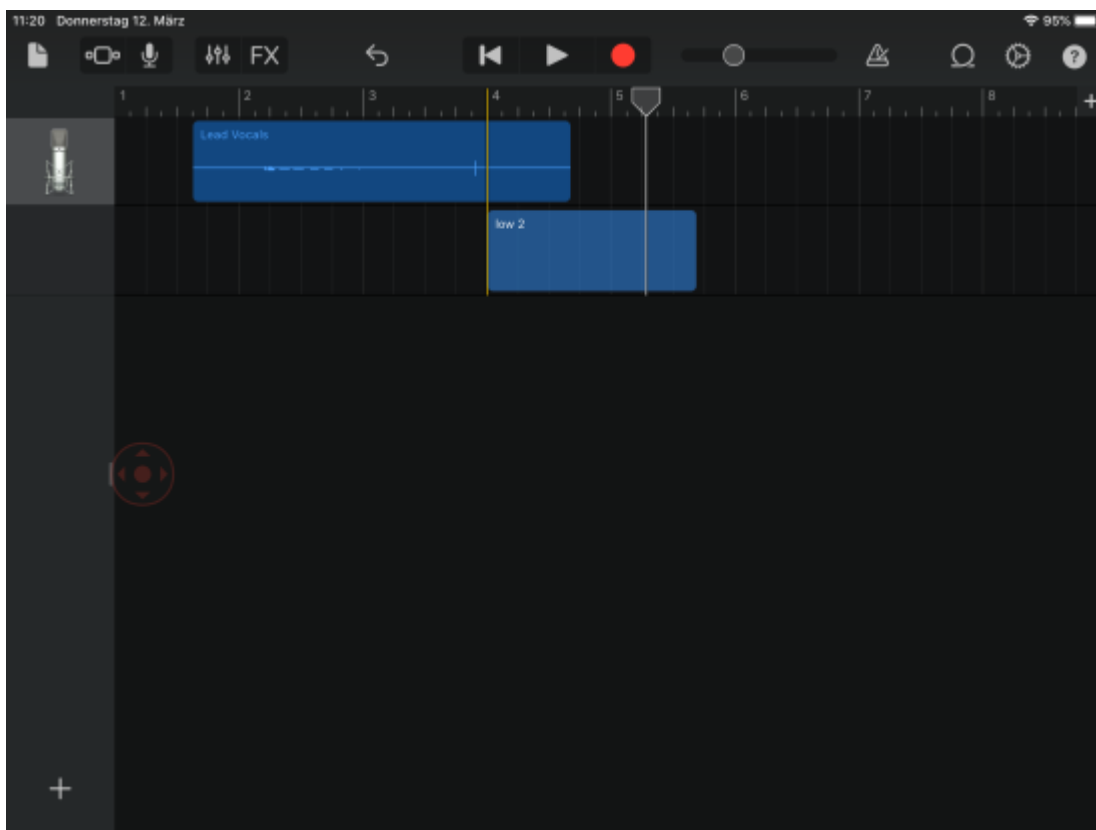 11:20 Donnerstag 12. März 95%
FX ?
1 2 3 4 5 6 7 8
Lead Vocals
low 2